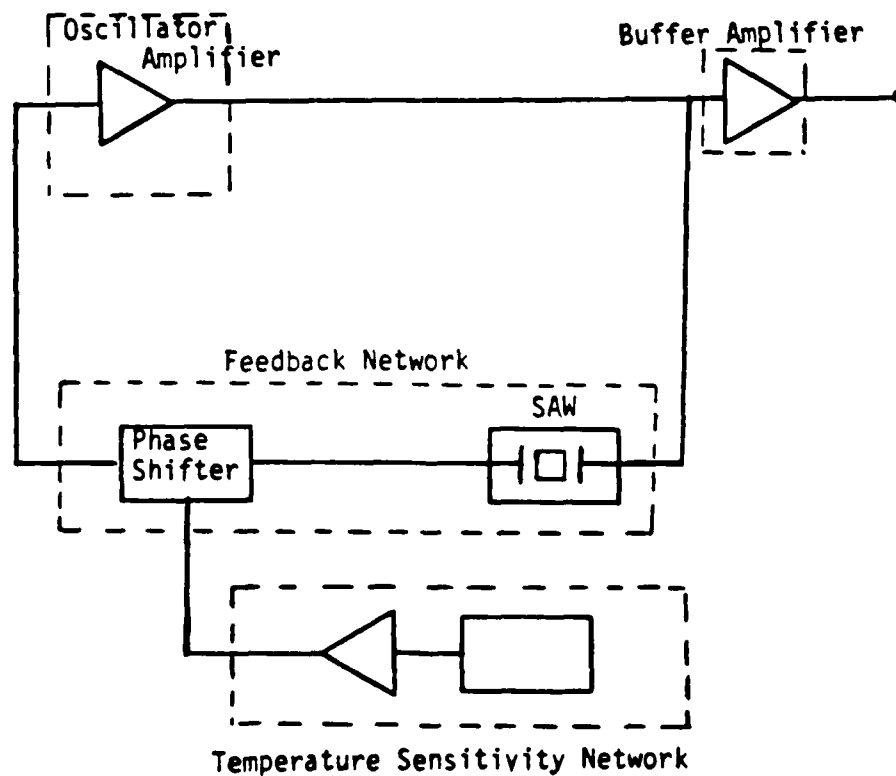 Oscillator
Amplifier
Buffer Amplifier
Feedback Network
SAW
Phase
Shifter
Temperature Sensitivity Network